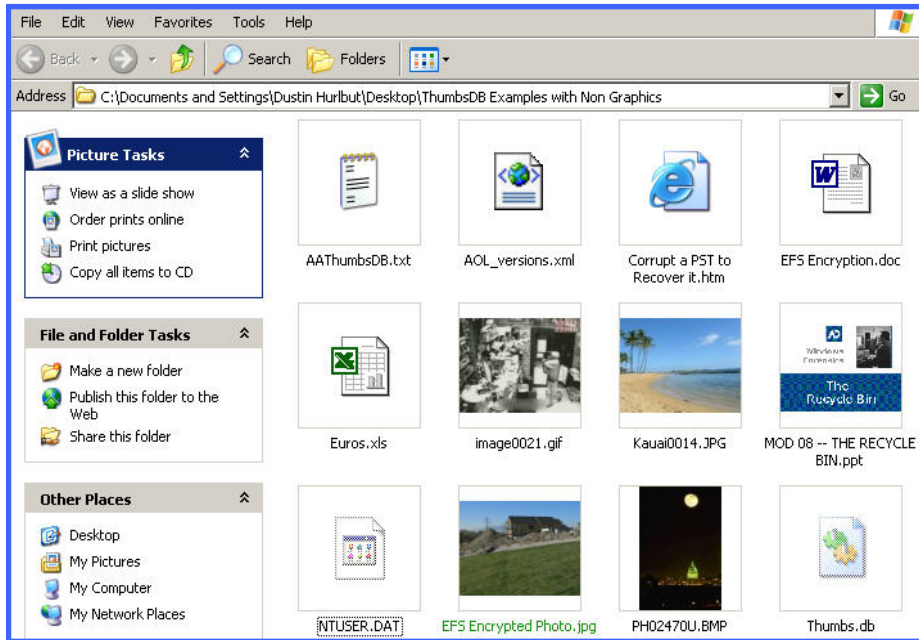 File Edit View Favorites Tools Help
Back Search Folders
Address C:\Documents and Settings\Dustin Hurlbut\Desktop\ThumbsDB Examples with Non Graphics Go
Picture Tasks
View as a slide show
Order prints online
Print pictures
Copy all items to CD
File and Folder Tasks
Make a new folder
Publish this folder to the
Web
Share this folder
Other Places
Desktop
My Pictures
My Computer
My Network Places
AAThumbsDB.txt
AOL_versions.xml
Corrupt a PST to
Recover it.htm
W
EFS Encryption.doc
Euros.xls
image0021.gif
Kauai0014.JPG
Windows
Forensics
The
Recycle Bin
MOD 08 -- THE RECYCLE
BIN.ppt
NTUSER.DAT
EFS Encrypted Photo.jpg
PH02470U.BMP
Thumbs.db